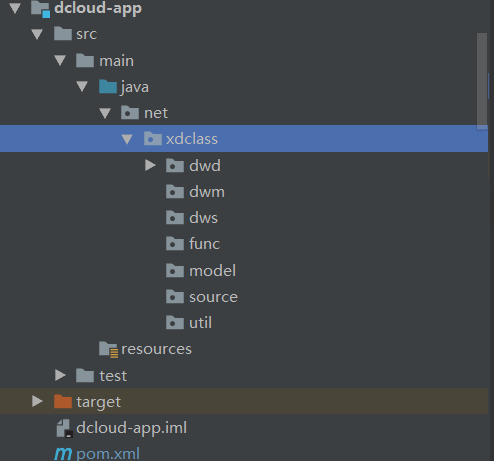 dcloud-app
src
main
java
net
xdclass
dwd
dwm
dws
func
model
source
util
resources
test
target
dcloud-app.iml
pom.xml